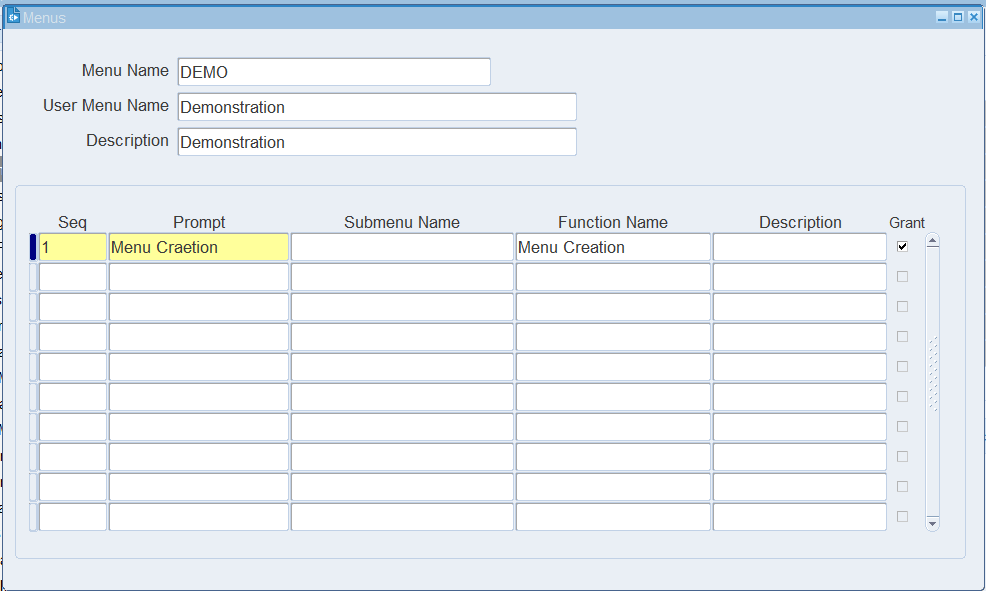 Menus
Menu Name DEMO
User Menu Name Demonstration
Description Demonstration
Seq Prompt Submenu Name Function Name Description Grant
1 Menu Craetion Menu Creation